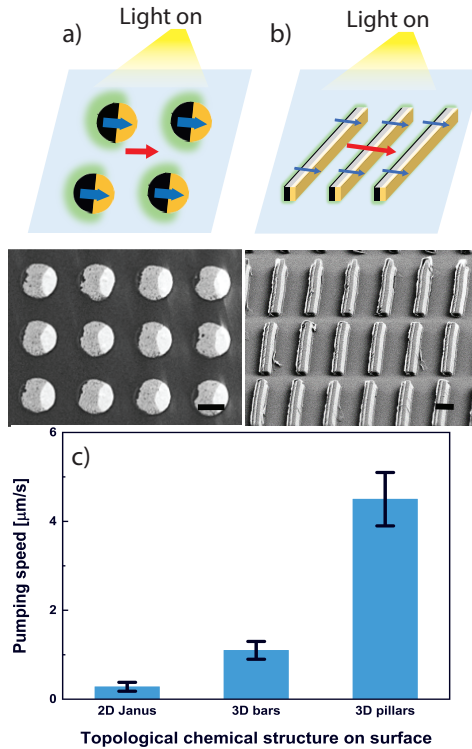 Light on
a)
Light on
b)
c)
Pumping speed [µm/s]
6
4
2
0
2D Janus
3D bars
3D pillars
Topological chemical structure on surface